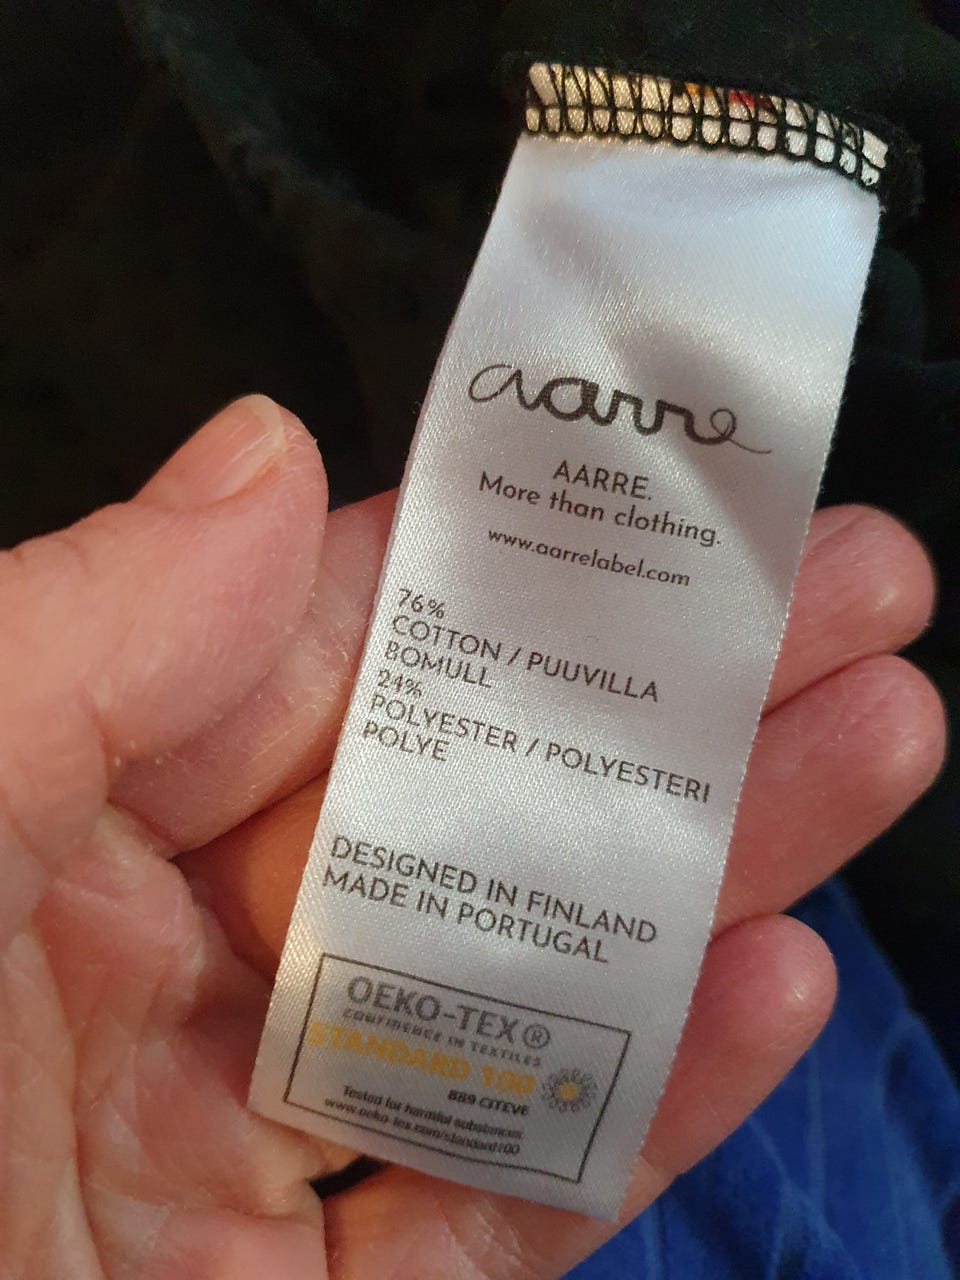 aarre
AARRE.
More than clothing.
www.aarrelabel.com
76%
COTTON / PUUVILLA
BOMULL
24%
POLYESTER / POLYESTERI
POLYE
DESIGNED IN FINLAND
MADE IN PORTUGAL
OEKO-TEX®
CONFIDENCE IN TEXTILES
STANDARD 100
889 CITEVE
Tested for harmful substances
www.oeko-tex.com/standard100